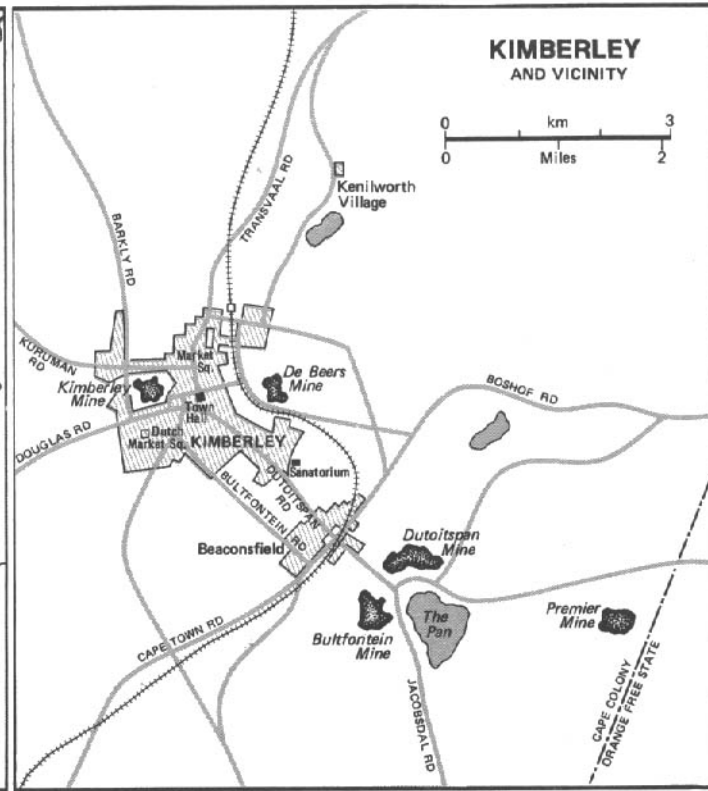 KIMBERLEY
AND VICINITY
0 km 3
0 Miles 2
Kenilworth
Village
TRANSVAAL RD
BARKLY RD
KURUMAN
RD
Market
Sq.
Kimberley
Mine
De Beers
Mine
BOSHOF RD
Town
Hall
DOUGLAS RD
Dutch
Market Sq.
KIMBERLEY
Sanatorium
DUTOITSPAN
RD
BULTFONTEIN RD
Beaconsfield
Dutoitspan
Mine
CAPE TOWN RD
Bultfontein
Mine
The
Pan
Premier
Mine
JACOBSDAL RD
CAPE COLONY
ORANGE FREE STATE